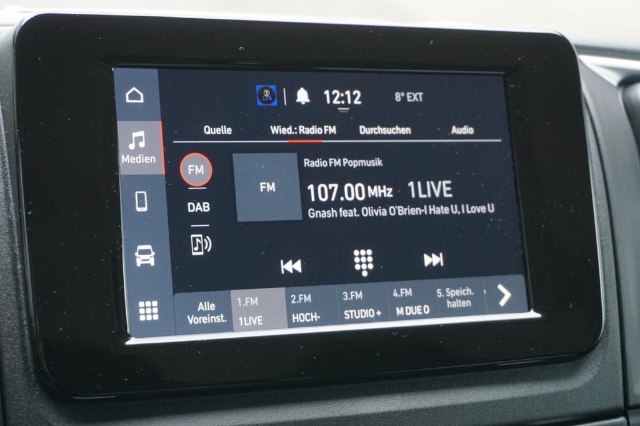 12:12 8° EXT
Quelle Wied.: Radio FM Durchsuchen Audio
Medien
FM
DAB
FM
Radio FM Popmusik
107.00 MHz 1LIVE
Gnash feat. Olivia O'Brien-I Hate U, I Love U
Alle
Voreinst.
1.FM
1LIVE
2.FM
HOCH-
3.FM
STUDIO +
4.FM
M DUE O
5. Speich.
halten